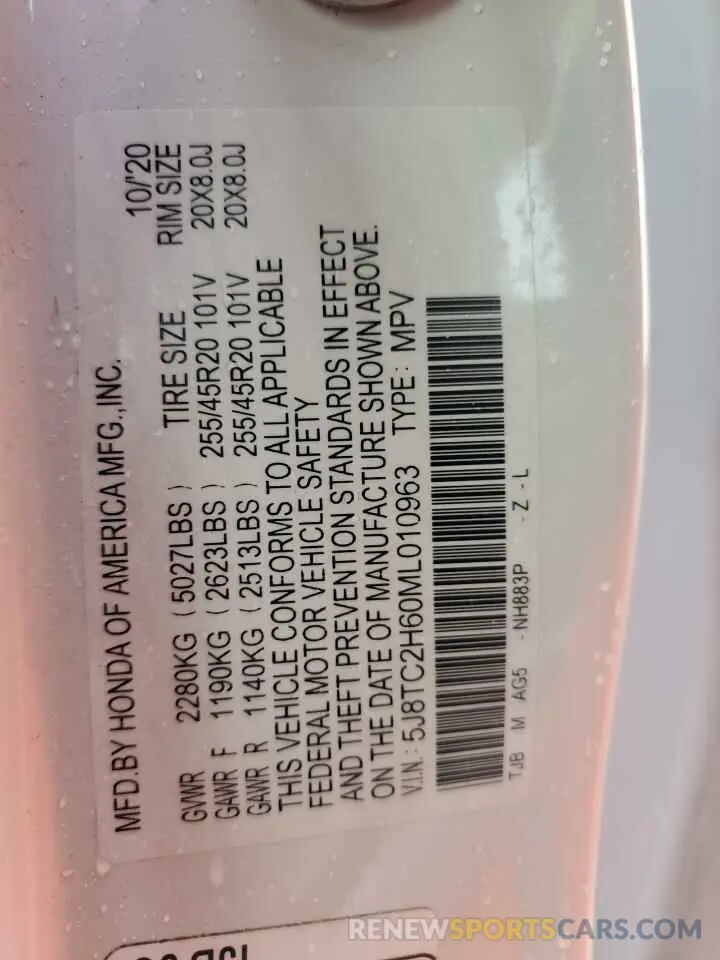 MFD.BY HONDA OF AMERICA MFG.,INC. 10/'20
GVWR 2280KG (5027LBS) TIRE SIZE RIM SIZE
GAWR F 1190KG (2623LBS) 255/45R20 101V 20X8.0J
GAWR R 1140KG (2513LBS) 255/45R20 101V 20X8.0J
THIS VEHICLE CONFORMS TO ALL APPLICABLE
FEDERAL MOTOR VEHICLE SAFETY
AND THEFT PREVENTION STANDARDS IN EFFECT
ON THE DATE OF MANUFACTURE SHOWN ABOVE.
V.I.N.: 5J8TC2H60ML010963 TYPE: MPV
TJB M AG5 - NH883P - Z - L
RENEWSPORTSCARS.COM